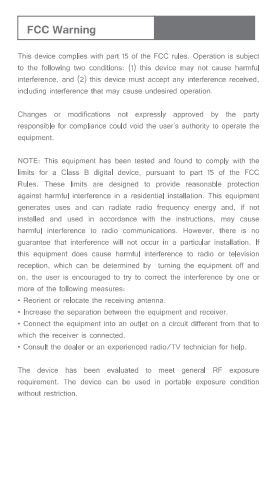 FCC Warning
This device complies with part 15 of the FCC rules. Operation is subject
to the following two conditions: (1) this device may not cause harmful
interference, and (2) this device must accept any interference received,
including interference that may cause undesired operation.
Changes or modifications not expressly approved by the party
responsible for compliance could void the user's authority to operate the
equipment.
NOTE: This equipment has been tested and found to comply with the
limits for a Class B digital device, pursuant to part 15 of the FCC
Rules. These limits are designed to provide reasonable protection
against harmful interference in a residential installation. This equipment
generates uses and can radiate radio frequency energy and, if not
installed and used in accordance with the instructions, may cause
harmful interference to radio communications. However, there is no
guarantee that interference will not occur in a particular installation. If
this equipment does cause harmful interference to radio or television
reception, which can be determined by turning the equipment off and
on, the user is encouraged to try to correct the interference by one or
more of the following measures:
• Reorient or relocate the receiving antenna.
• Increase the separation between the equipment and receiver.
• Connect the equipment into an outlet on a circuit different from that to
which the receiver is connected.
• Consult the dealer or an experienced radio/TV technician for help.
The device has been evaluated to meet general RF exposure
requirement. The device can be used in portable exposure condition
without restriction.